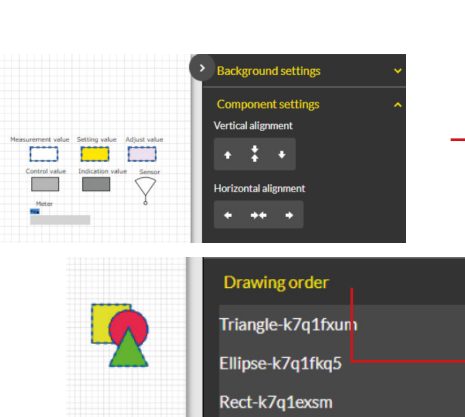 Background settings
Component settings
Vertical alignment
Measurement value Setting value Adjust value
Control value Indication value Sensor
Horizontal alignment
Meter
Drawing order
Triangle-k7q1fxum
Ellipse-k7q1fkq5
Rect-k7q1exsm